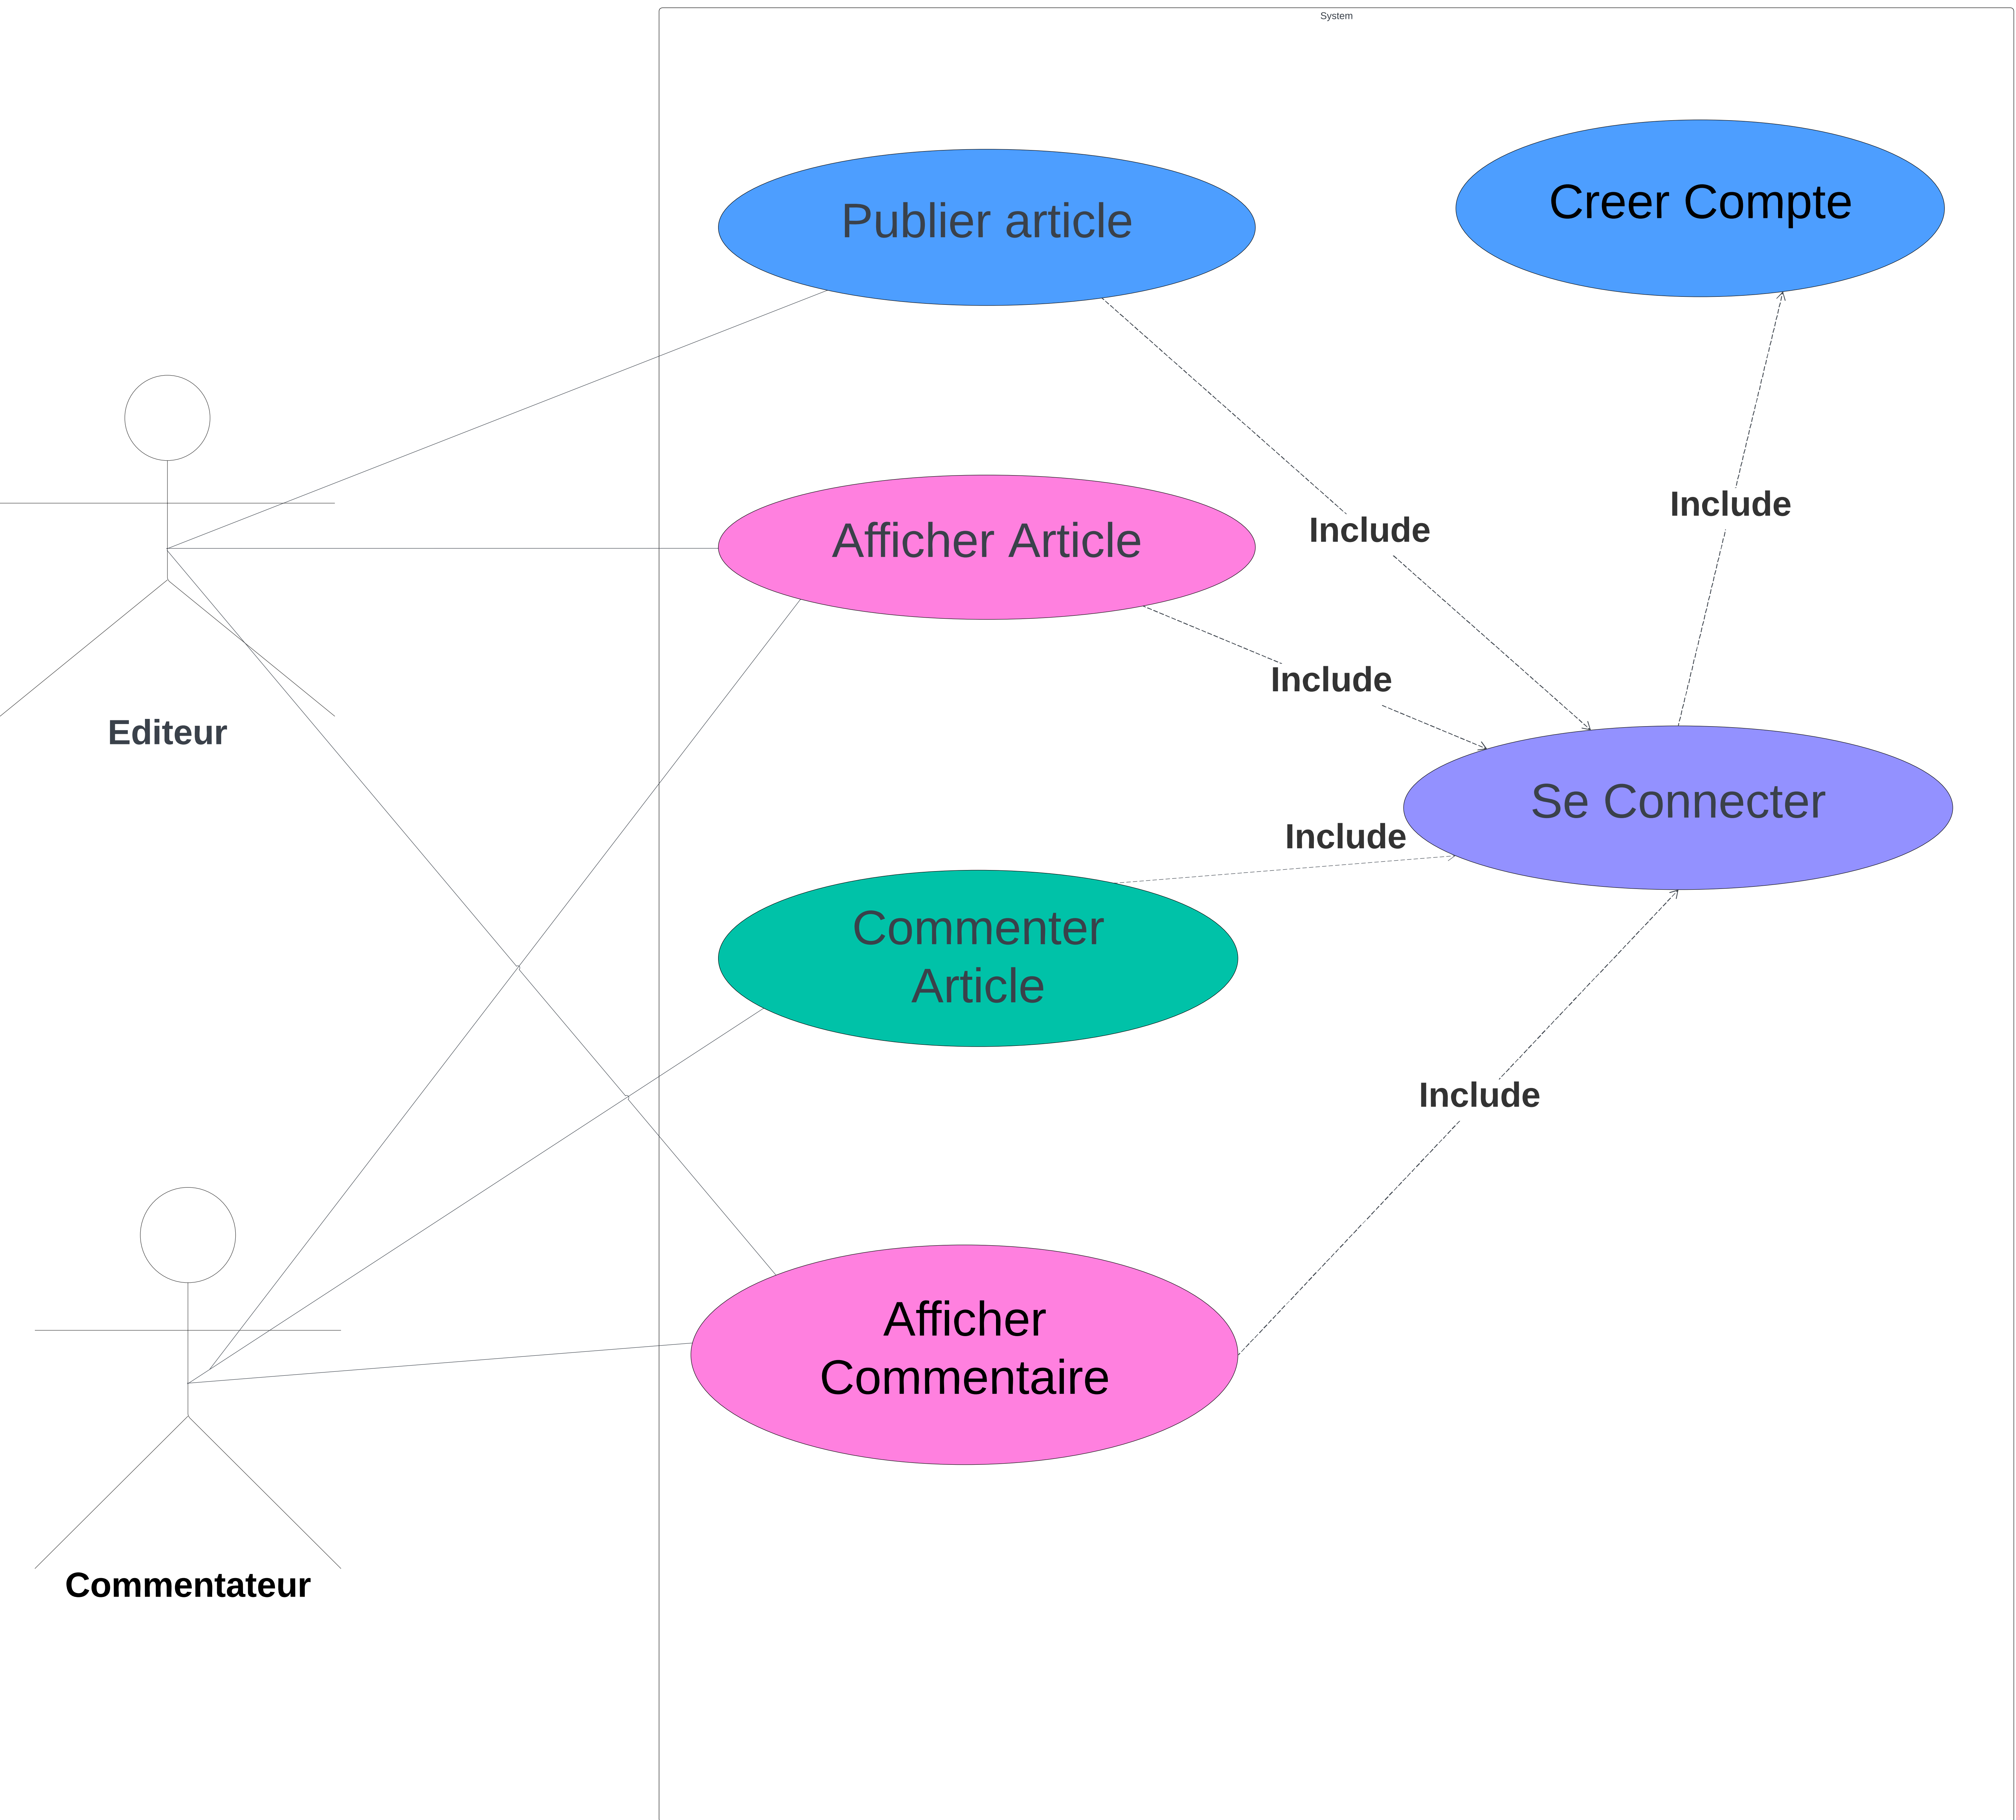 System
Publier article
Creer Compte
Include
Include
Afficher Article
Include
Editeur
Se Connecter
Include
Commenter
Article
Include
Afficher
Commentaire
Commentateur